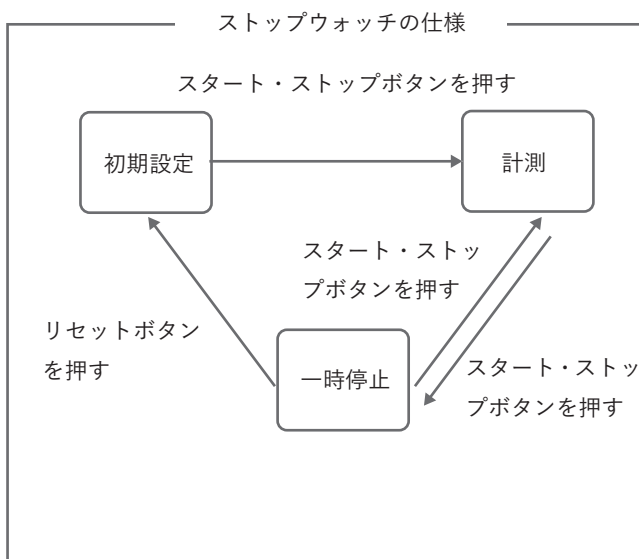 ストップウォッチの仕様
スタート・ストップボタンを押す
初期設定
計測
スタート・ストッ
プボタンを押す
リセットボタン
を押す
一時停止
スタート・ストッ
プボタンを押す